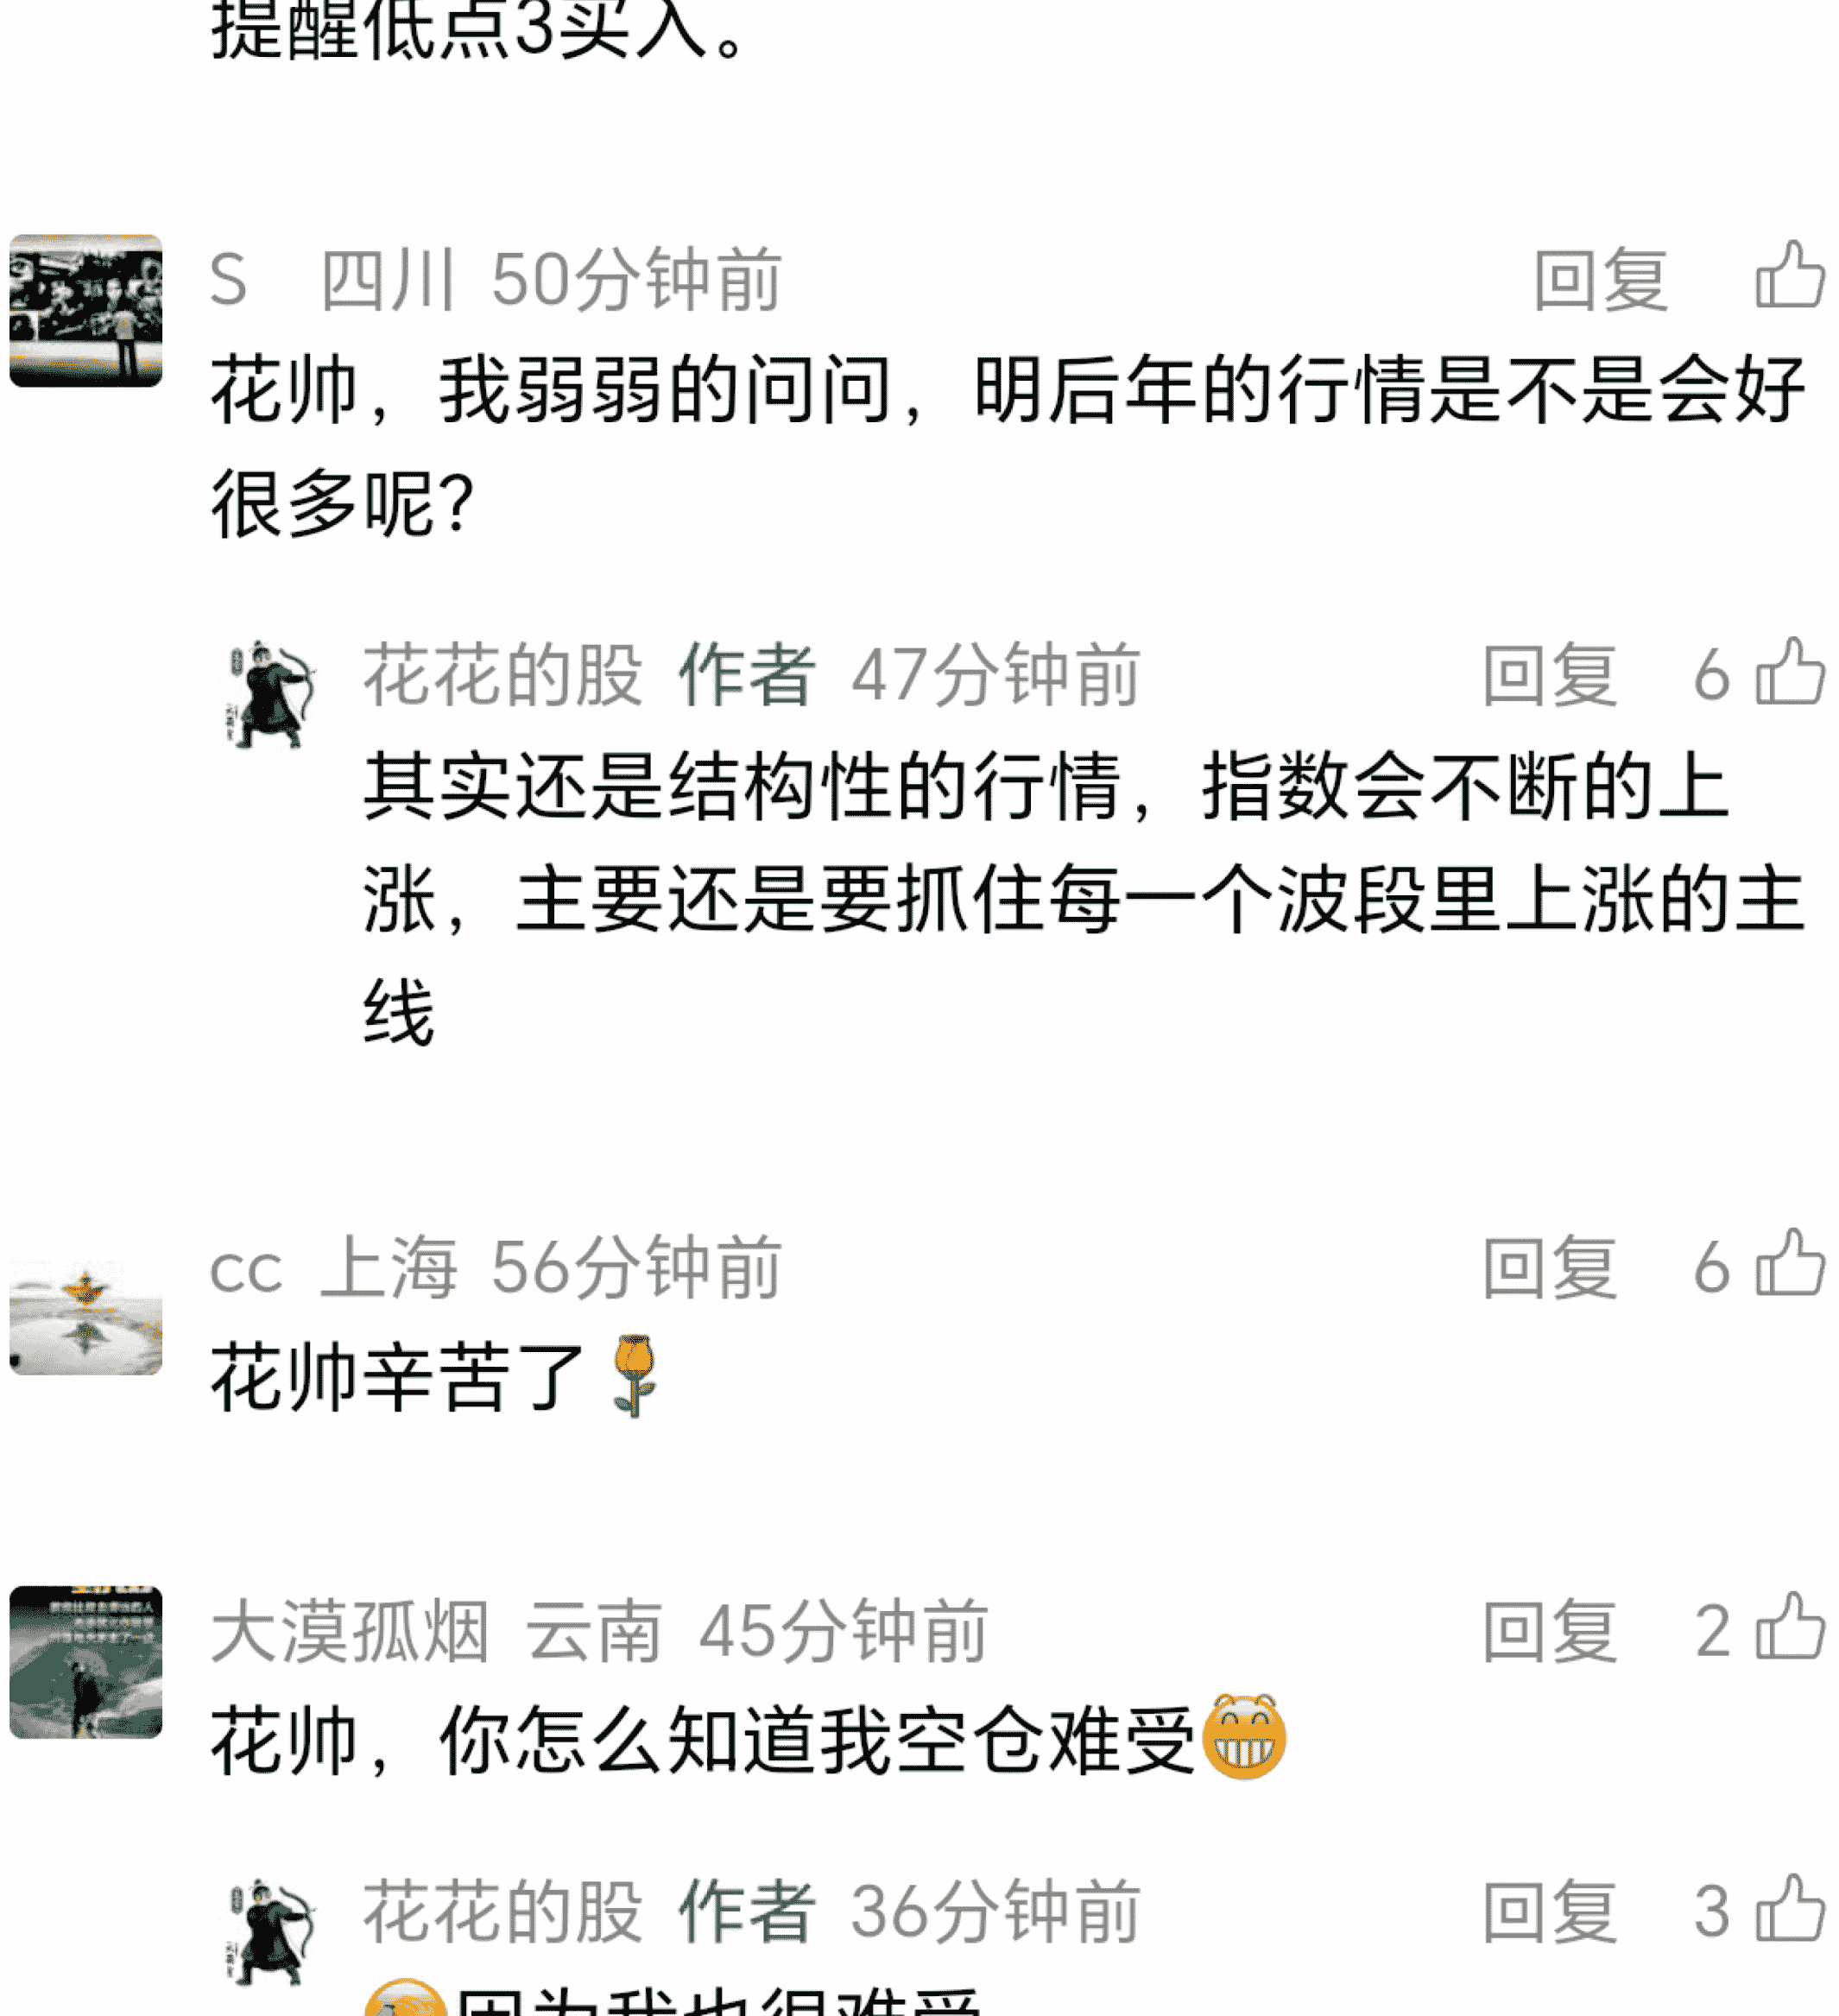 提醒低点3买入。
S 四川 50分钟前 回复
花帅，我弱弱的问问，明后年的行情是不是会好
很多呢？
花花的股 作者 47分钟前 回复 6
其实还是结构性的行情，指数会不断的上
涨，主要还是要抓住每一个波段里上涨的主
线
cc 上海 56分钟前 回复 6
花帅辛苦了🌹
大漠孤烟 云南 45分钟前 回复 2
花帅，你怎么知道我空仓难受😁
花花的股 作者 36分钟前 回复 3
因为我也很难受